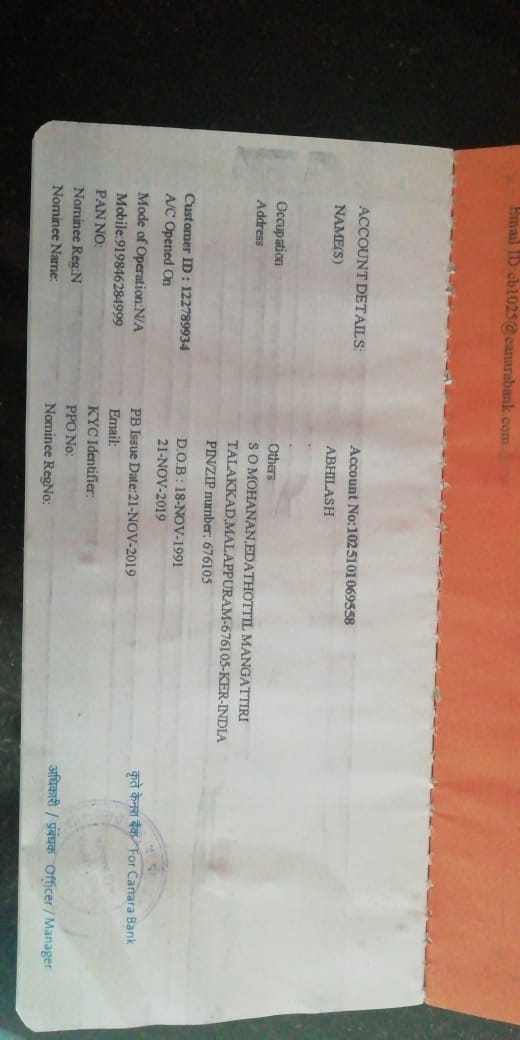 Email ID cb1025@canarabank.com
ACCOUNT DETAILS: Account No:1025101069558
NAME(S) ABHILASH
Occupation Others
Address S O MOHANAN,EDATHOTTIL MANGATTIRI
TALAKKAD,MALAPPURAM-676105-KER-INDIA
PIN/ZIP number: 676105
Customer ID : 122789934 D.O.B : 18-NOV-1991
A/C Opened On 21-NOV-2019
Mode of Operation:N/A PB Issue Date:21-NOV-2019
Mobile:919846284999 Email:
PAN NO: KYC Identifier:
Nominee Reg:N PPO No:
Nominee Name: Nominee RegNo:
कृते केनरा बैंक For Canara Bank
अधिकारी / प्रबंधक Officer / Manager